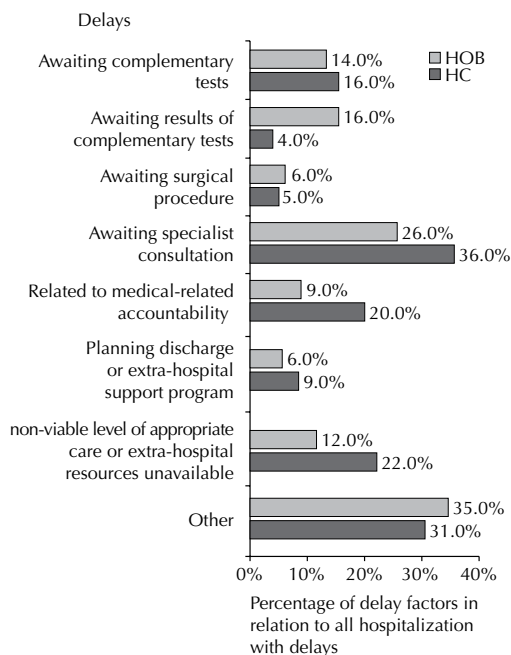 Delays
HOB
HC
Awaiting complementary
tests
14.0%
16.0%
Awaiting results of
complementary tests
16.0%
4.0%
Awaiting surgical
procedure
6.0%
5.0%
Awaiting specialist
consultation
26.0%
36.0%
Related to medical-related
accountability
9.0%
20.0%
Planning discharge
or extra-hospital
support program
6.0%
9.0%
non-viable level of appropriate
care or extra-hospital
resources unavailable
12.0%
22.0%
Other
35.0%
31.0%
0% 10% 20% 30% 40%
Percentage of delay factors in
relation to all hospitalization
with delays